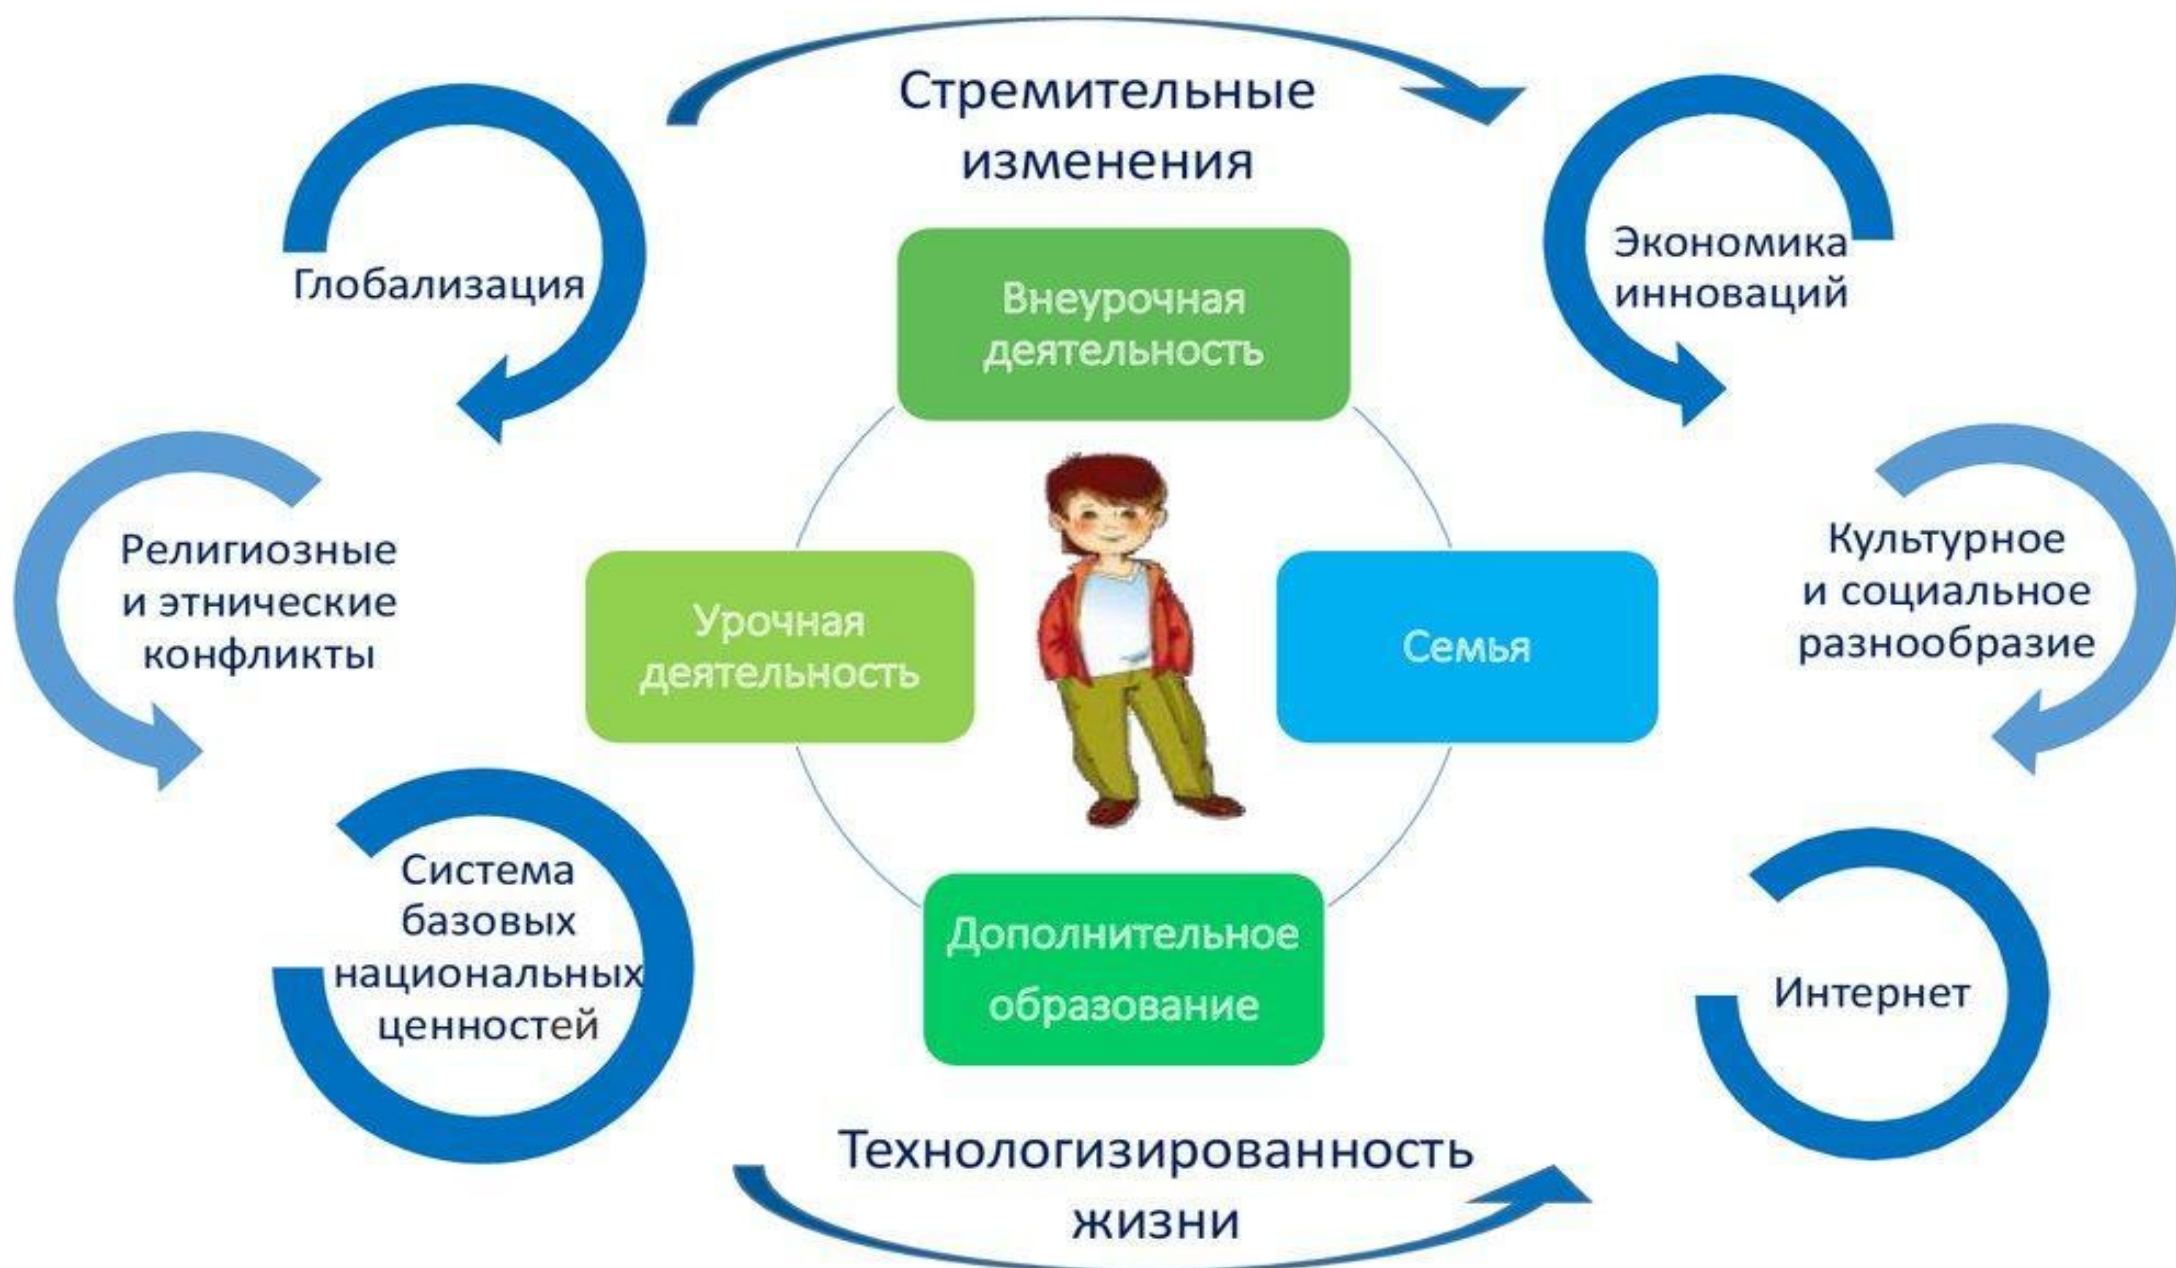 Стремительные
изменения
Глобализация
Экономика
инноваций
Внеурочная
деятельность
Религиозные
и этнические
конфликты
Урочная
деятельность
Семья
Культурное
и социальное
разнообразие
Система
базовых
национальных
ценностей
Дополнительное
образование
Интернет
Технологизированность
жизни